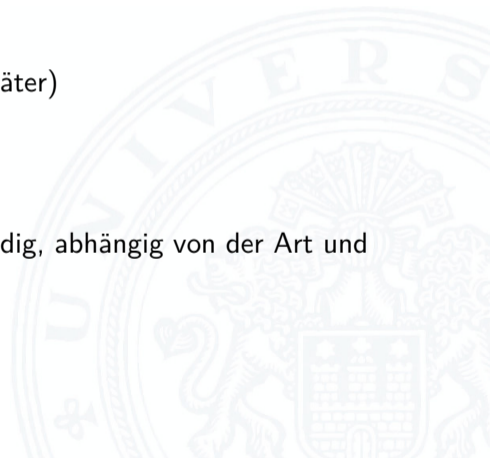 äter)
dig, abhängig von der Art und
U N I V E R S